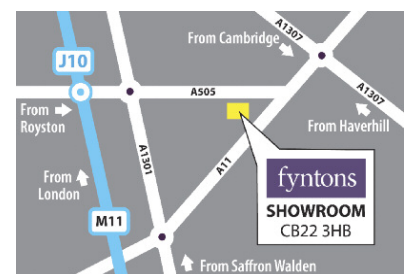 A1307
From Cambridge
J10
A505
A1307
From
Royston
From Haverhill
A1301
A11
From
London
fyntons
SHOWROOM
CB22 3HB
M11
From Saffron Walden